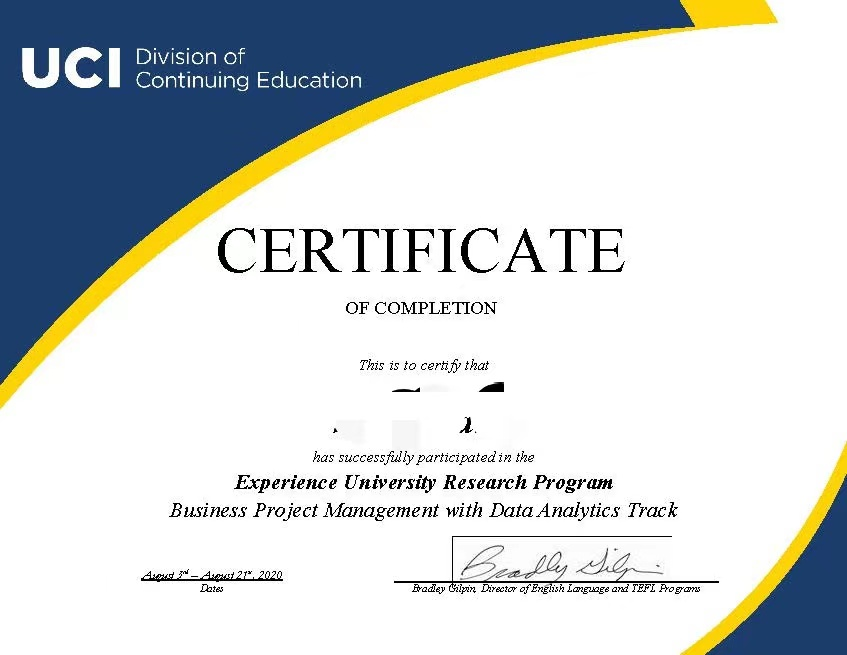 UCI Division of
Continuing Education
CERTIFICATE
OF COMPLETION
This is to certify that
has successfully participated in the
Experience University Research Program
Business Project Management with Data Analytics Track
Bradly Gilpin
August 3rd – August 21st, 2020
Dates
Bradley Gilpin, Director of English Language and TEFL Programs